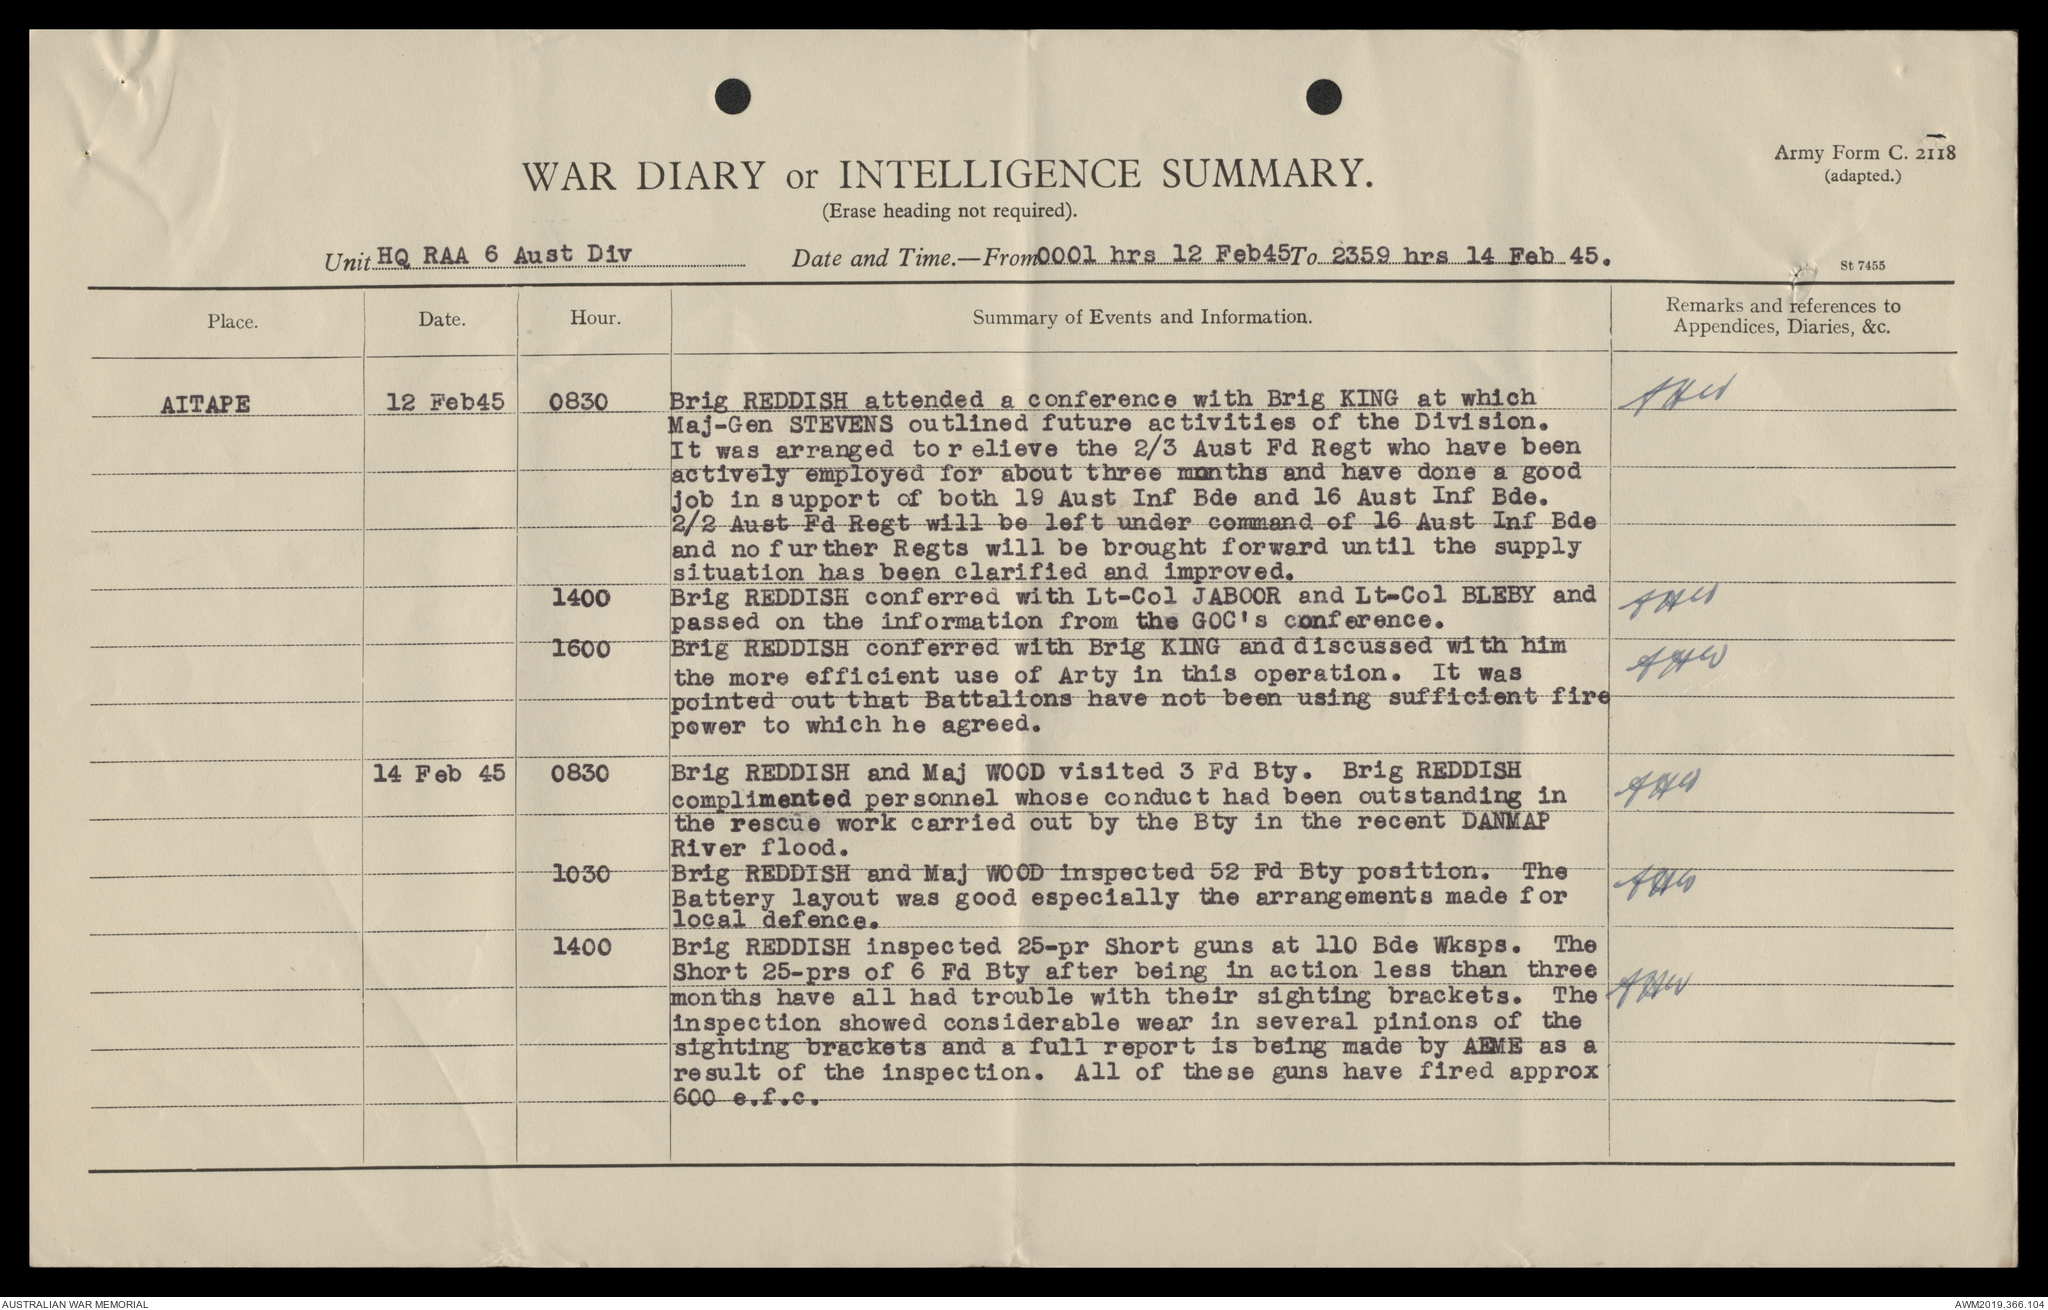 Army Form C. 2118
(adapted.)
WAR DIARY or INTELLIGENCE SUMMARY.
(Erase heading not required).
Unit HQ RAA 6 Aust Div Date and Time.—From 0001 hrs 12 Feb45 To 2359 hrs 14 Feb 45.
St 7455
Place. Date. Hour. Summary of Events and Information. Remarks and references to
Appendices, Diaries, &c.
AITAPE 12 Feb45 0830 Brig REDDISH attended a conference with Brig KING at which
Maj-Gen STEVENS outlined future activities of the Division.
It was arranged to r elieve the 2/3 Aust Fd Regt who have been
actively employed for about three months and have done a good
job in support of both 19 Aust Inf Bde and 16 Aust Inf Bde.
2/2 Aust Fd Regt will be left under command of 16 Aust Inf Bde
and no further Regts will be brought forward until the supply
situation has been clarified and improved.
1400 Brig REDDISH conferred with Lt-Col JABOOR and Lt-Col BLEBY and
passed on the information from the GOC's conference.
1600 Brig REDDISH conferred with Brig KING and discussed with him
the more efficient use of Arty in this operation. It was
pointed out that Battalions have not been using sufficient fire
power to which he agreed.
14 Feb 45 0830 Brig REDDISH and Maj WOOD visited 3 Fd Bty. Brig REDDISH
complimented personnel whose conduct had been outstanding in
the rescue work carried out by the Bty in the recent DANMAP
River flood.
1030 Brig REDDISH and Maj WOOD inspected 52 Fd Bty position. The
Battery layout was good especially the arrangements made for
local defence.
1400 Brig REDDISH inspected 25-pr Short guns at 110 Bde Wksps. The
Short 25-prs of 6 Fd Bty after being in action less than three
months have all had trouble with their sighting brackets. The
inspection showed considerable wear in several pinions of the
sighting brackets and a full report is being made by AEME as a
result of the inspection. All of these guns have fired approx
600 e.f.c.
AUSTRALIAN WAR MEMORIAL
AWM2019.366.104